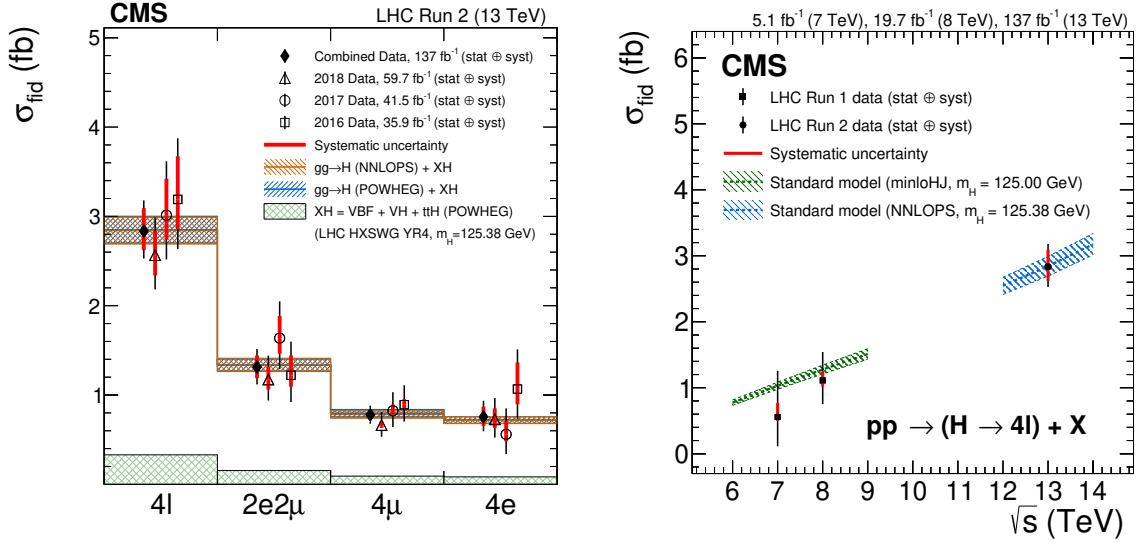 CMS
LHC Run 2 (13 TeV)
σfid (fb)
5
4
3
2
1
Combined Data, 137 fb⁻¹ (stat ⊕ syst)
2018 Data, 59.7 fb⁻¹ (stat ⊕ syst)
2017 Data, 41.5 fb⁻¹ (stat ⊕ syst)
2016 Data, 35.9 fb⁻¹ (stat ⊕ syst)
Systematic uncertainty
gg→H (NNLOPS) + XH
gg→H (POWHEG) + XH
XH = VBF + VH + ttH (POWHEG)
(LHC HXSWG YR4, mH=125.38 GeV)
4l 2e2μ 4μ 4e
5.1 fb⁻¹ (7 TeV), 19.7 fb⁻¹ (8 TeV), 137 fb⁻¹ (13 TeV)
σfid (fb)
6
5
4
3
2
1
0
CMS
LHC Run 1 data (stat ⊕ syst)
LHC Run 2 data (stat ⊕ syst)
Systematic uncertainty
Standard model (minloHJ, mH = 125.00 GeV)
Standard model (NNLOPS, mH = 125.38 GeV)
pp → (H → 4l) + X
6 7 8 9 10 11 12 13 14
√s (TeV)